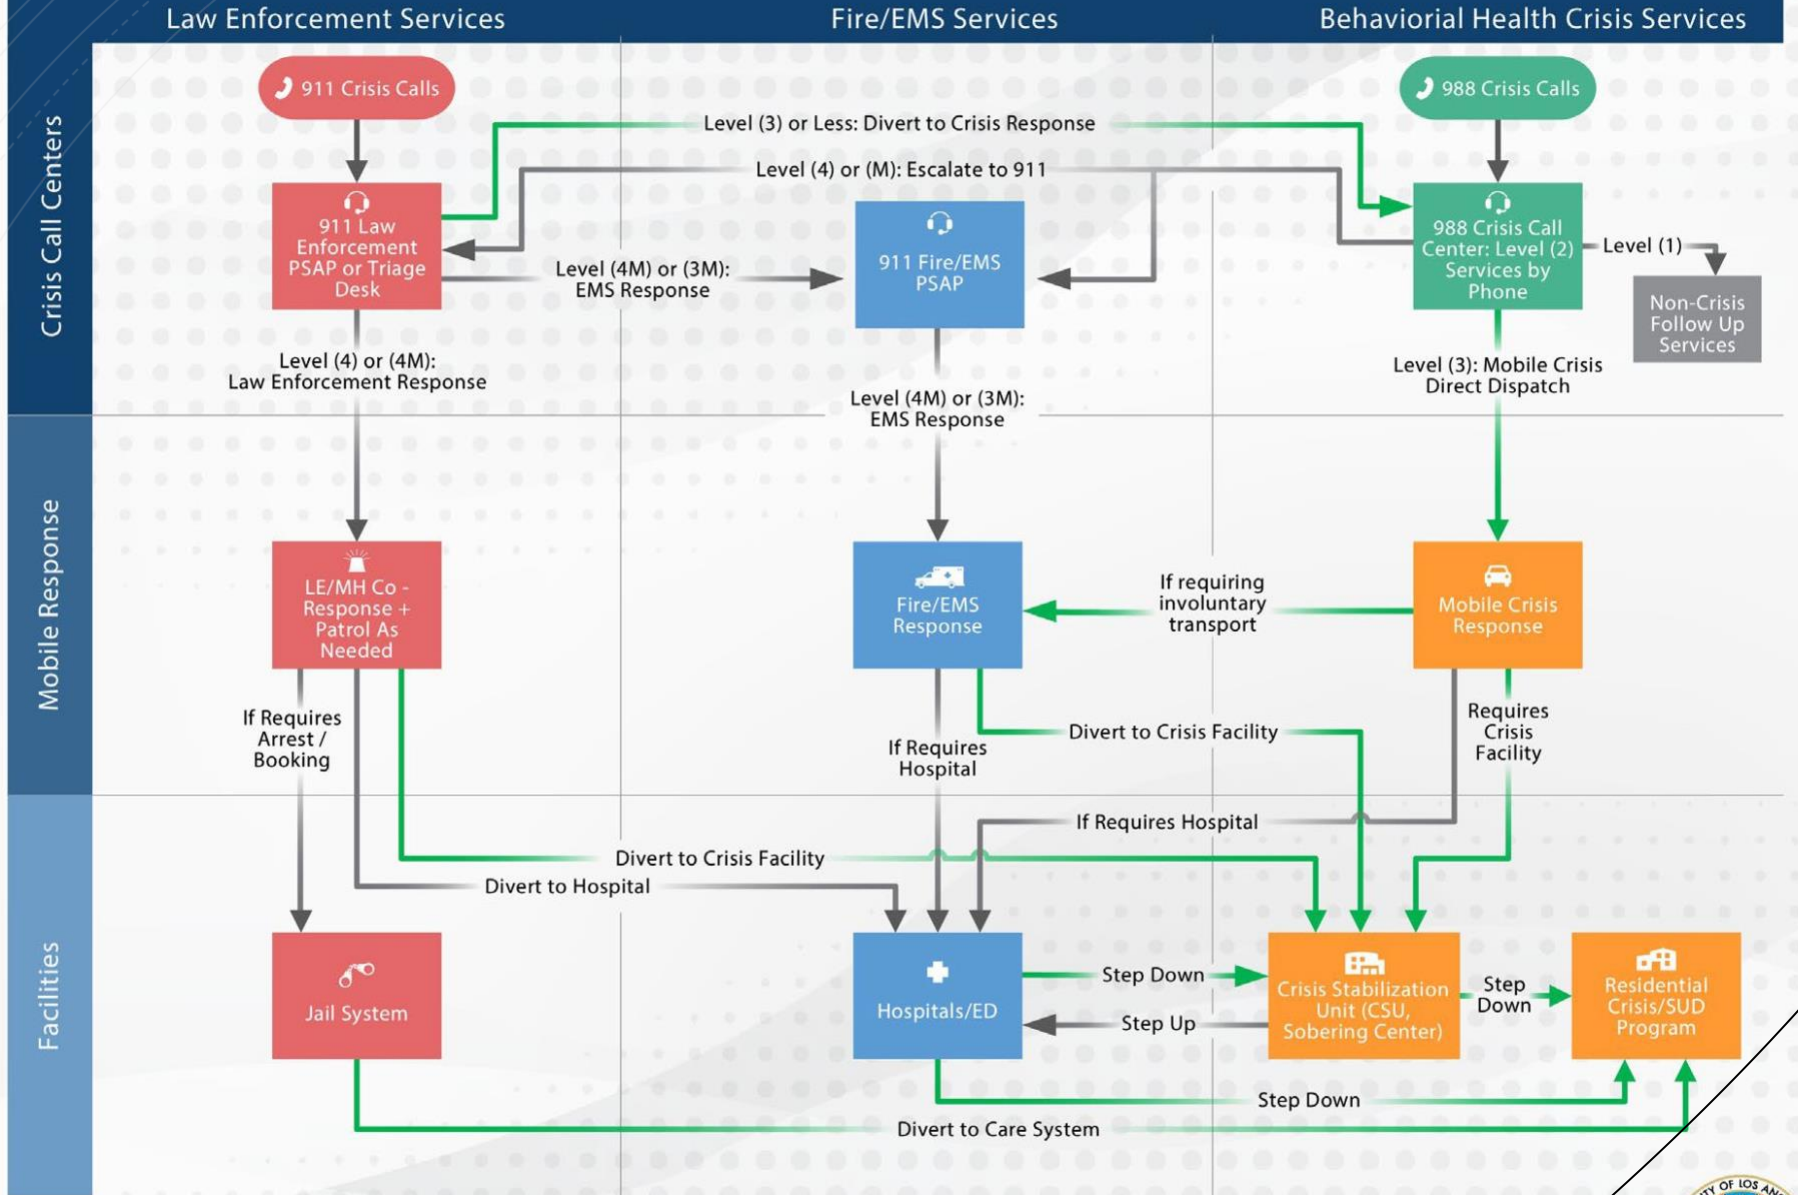 Law Enforcement Services
Fire/EMS Services
Behaviorial Health Crisis Services
Crisis Call Centers
911 Crisis Calls
988 Crisis Calls
Level (3) or Less: Divert to Crisis Response
Level (4) or (M): Escalate to 911
911 Law
Enforcement
PSAP or Triage
Desk
Level (4M) or (3M):
EMS Response
911 Fire/EMS
PSAP
988 Crisis Call
Center: Level (2)
Services by
Phone
Level (1)
Non-Crisis
Follow Up
Services
Level (4) or (4M):
Law Enforcement Response
Level (4M) or (3M):
EMS Response
Level (3): Mobile Crisis
Direct Dispatch
Mobile Response
LE/MH Co -
Response +
Patrol As
Needed
Fire/EMS
Response
If requiring
involuntary
transport
Mobile Crisis
Response
If Requires
Arrest /
Booking
If Requires
Hospital
Divert to Crisis Facility
Requires
Crisis
Facility
Facilities
If Requires Hospital
Divert to Crisis Facility
Divert to Hospital
Jail System
Hospitals/ED
Step Down
Step Up
Crisis Stabilization
Unit (CSU,
Sobering Center)
Step
Down
Residential
Crisis/SUD
Program
Step Down
Divert to Care System
OF LOS